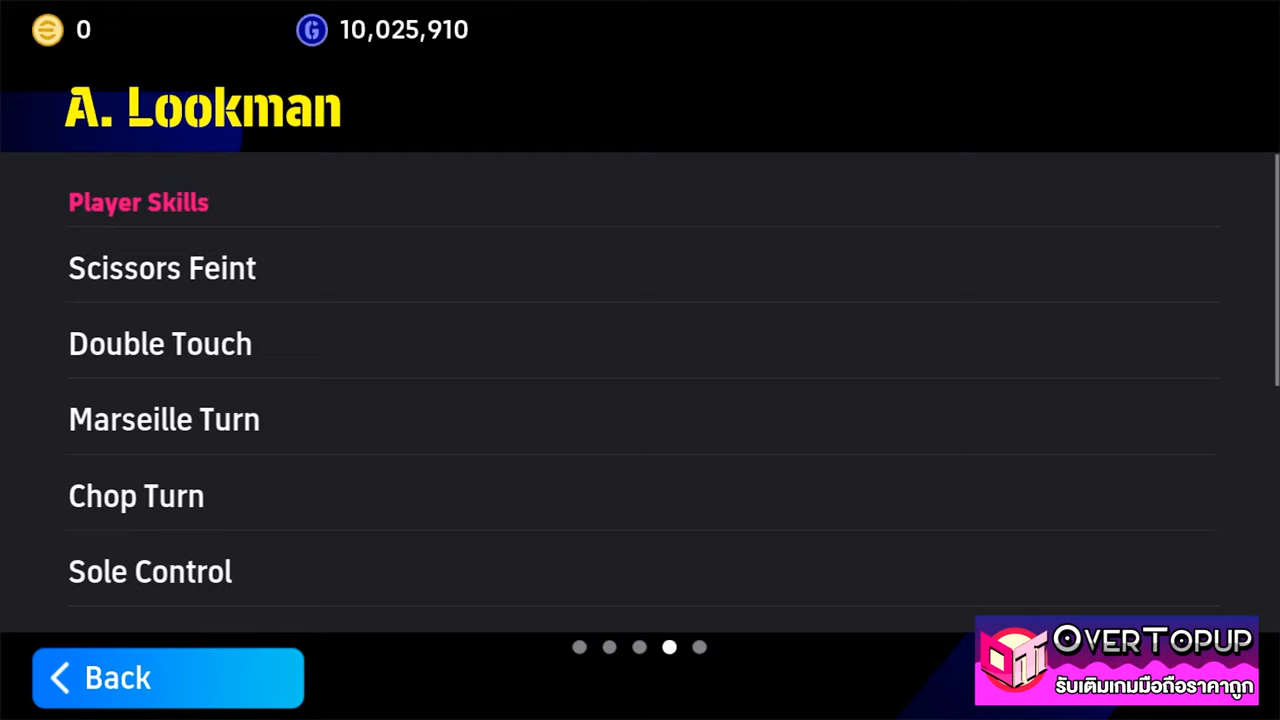 0
10,025,910
A. Lookman
Player Skills
Scissors Feint
Double Touch
Marseille Turn
Chop Turn
Sole Control
Back
OVERTOPUP
รับเติมเกมมือถือราคาถูก